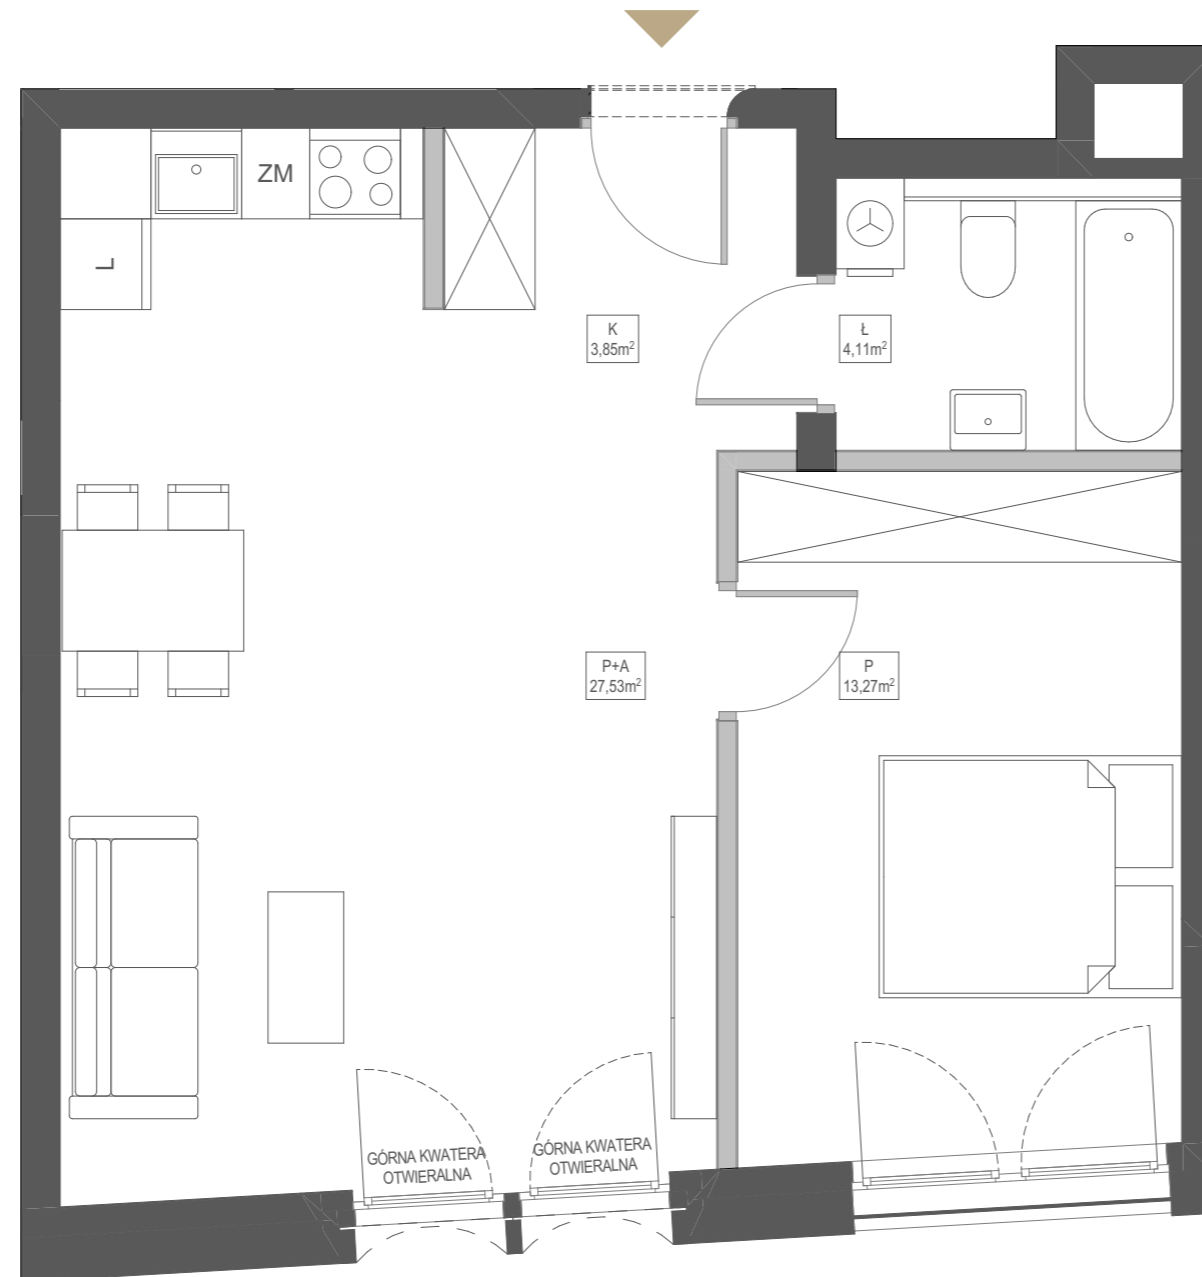 ZM
L
K
3,85m²
Ł
4,11m²
P+A
27,53m²
P
13,27m²
GÓRNA KWATERA
OTWIERALNA
GÓRNA KWATERA
OTWIERALNA